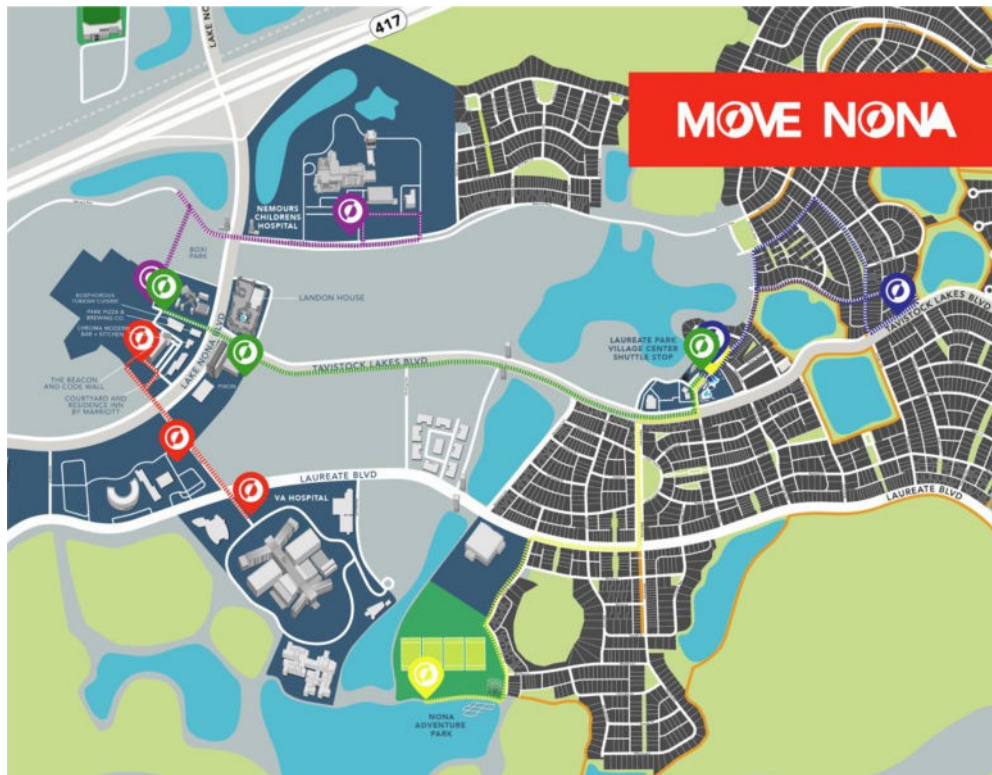 LAKE NO
417
MOVE NONA
NEMOURS
CHILDRENS
HOSPITAL
BOXI
PARK
LANDON HOUSE
BOSPHOROUS
TURKISH CUISINE
PARK PIZZA &
BREWING CO.
CHROMA MODERN
BAR + KITCHEN
LAKE NONA BLVD
THE BEACON
AND CODE WALL
COURTYARD AND
RESIDENCE INN
BY MARRIOTT
PIXON
TAVISTOCK LAKES BLVD
LAUREATE PARK
VILLAGE CENTER
SHUTTLE STOP
TAVISTOCK LAKES BLVD
LAUREATE BLVD
VA HOSPITAL
LAUREATE BLVD
NONA
ADVENTURE
PARK